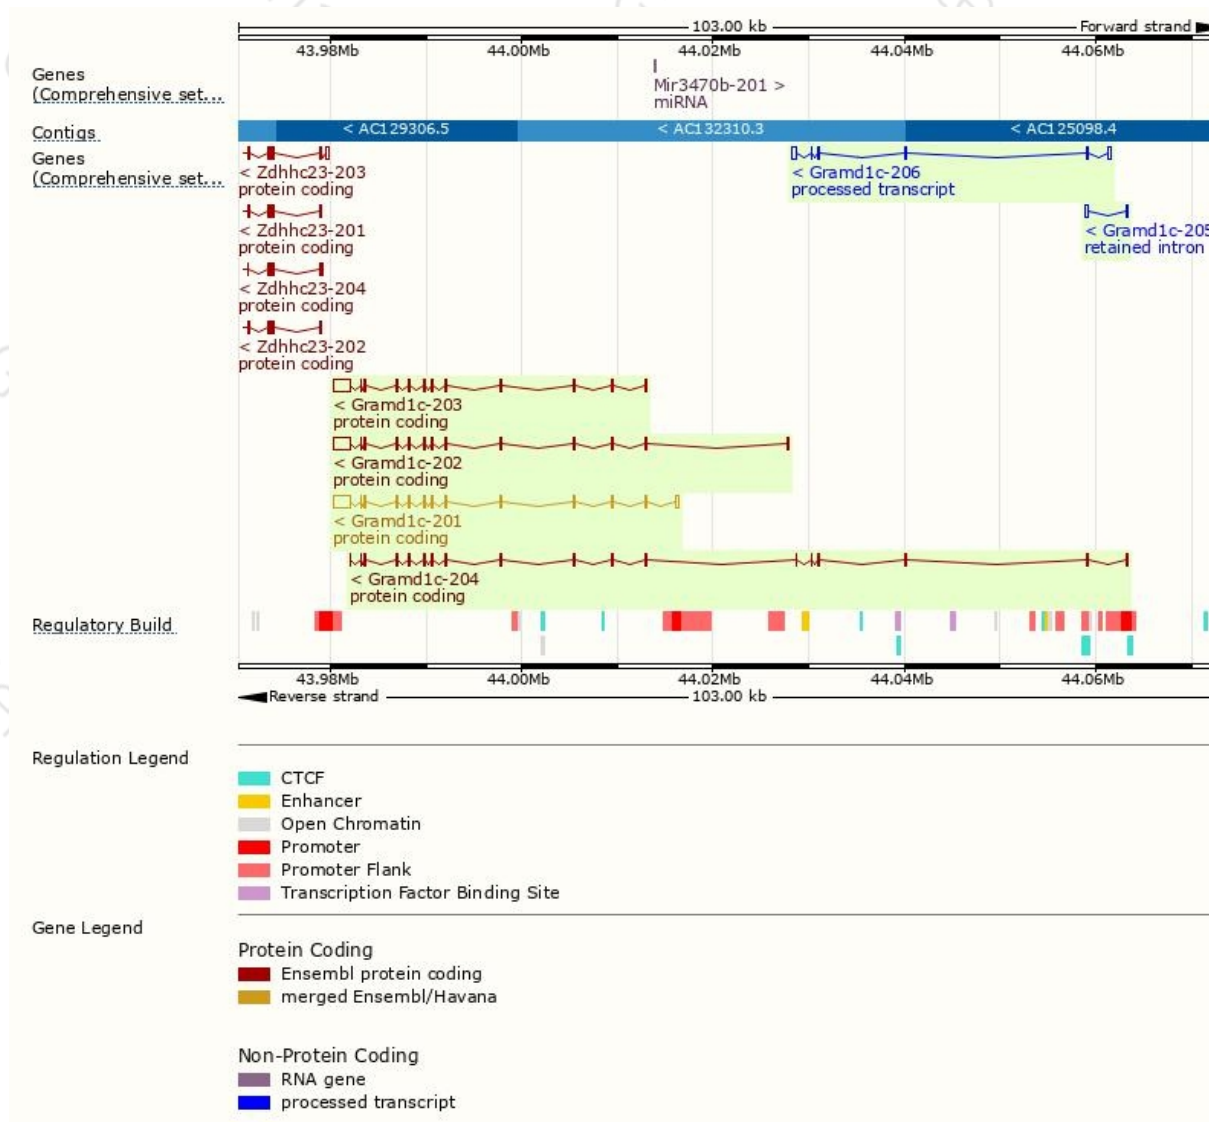 103.00 kb Forward strand
43.98Mb 44.00Mb 44.02Mb 44.04Mb 44.06Mb
Genes
(Comprehensive set...
Mir3470b-201 >
miRNA
Contigs
< AC129306.5 < AC132310.3 < AC125098.4
Genes
(Comprehensive set...
< Zdhhc23-203 < Gramd1c-206
protein coding processed transcript
< Zdhhc23-201 < Gramd1c-205
protein coding retained intron
< Zdhhc23-204
protein coding
< Zdhhc23-202
protein coding
< Gramd1c-203
protein coding
< Gramd1c-202
protein coding
< Gramd1c-201
protein coding
< Gramd1c-204
protein coding
Regulatory Build
43.98Mb 44.00Mb 44.02Mb 44.04Mb 44.06Mb
Reverse strand 103.00 kb
Regulation Legend
CTCF
Enhancer
Open Chromatin
Promoter
Promoter Flank
Transcription Factor Binding Site
Gene Legend
Protein Coding
Ensembl protein coding
merged Ensembl/Havana
Non-Protein Coding
RNA gene
processed transcript